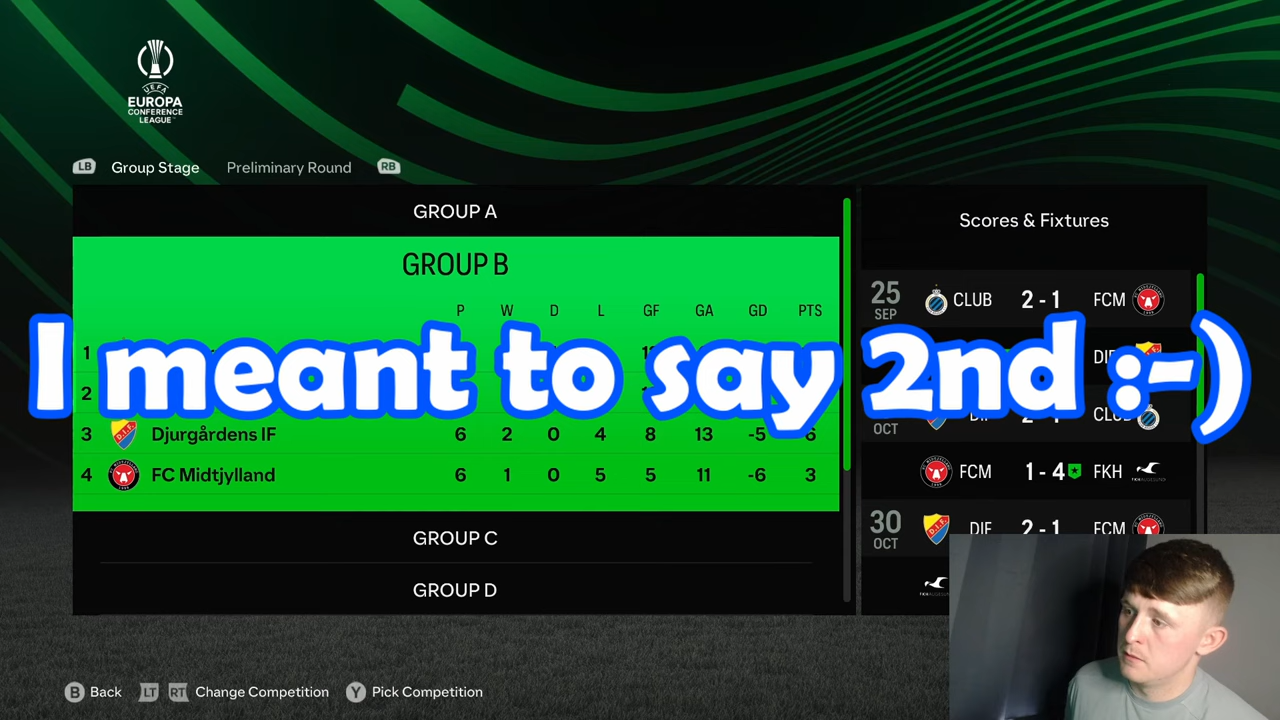 UEFA
EUROPA
CONFERENCE
LEAGUE
LB Group Stage Preliminary Round RB
GROUP A
GROUP B
P W D L GF GA GD PTS
1
2
I meant to say 2nd :-)
3 Djurgårdens IF 6 2 0 4 8 13 -5 6
4 FC Midtjylland 6 1 0 5 5 11 -6 3
GROUP C
GROUP D
Scores & Fixtures
25 SEP CLUB 2 - 1 FCM
OCT
FCM 1 - 4 FKH
30 OCT DIF 2 - 1 FCM
B Back LT RT Change Competition Y Pick Competition